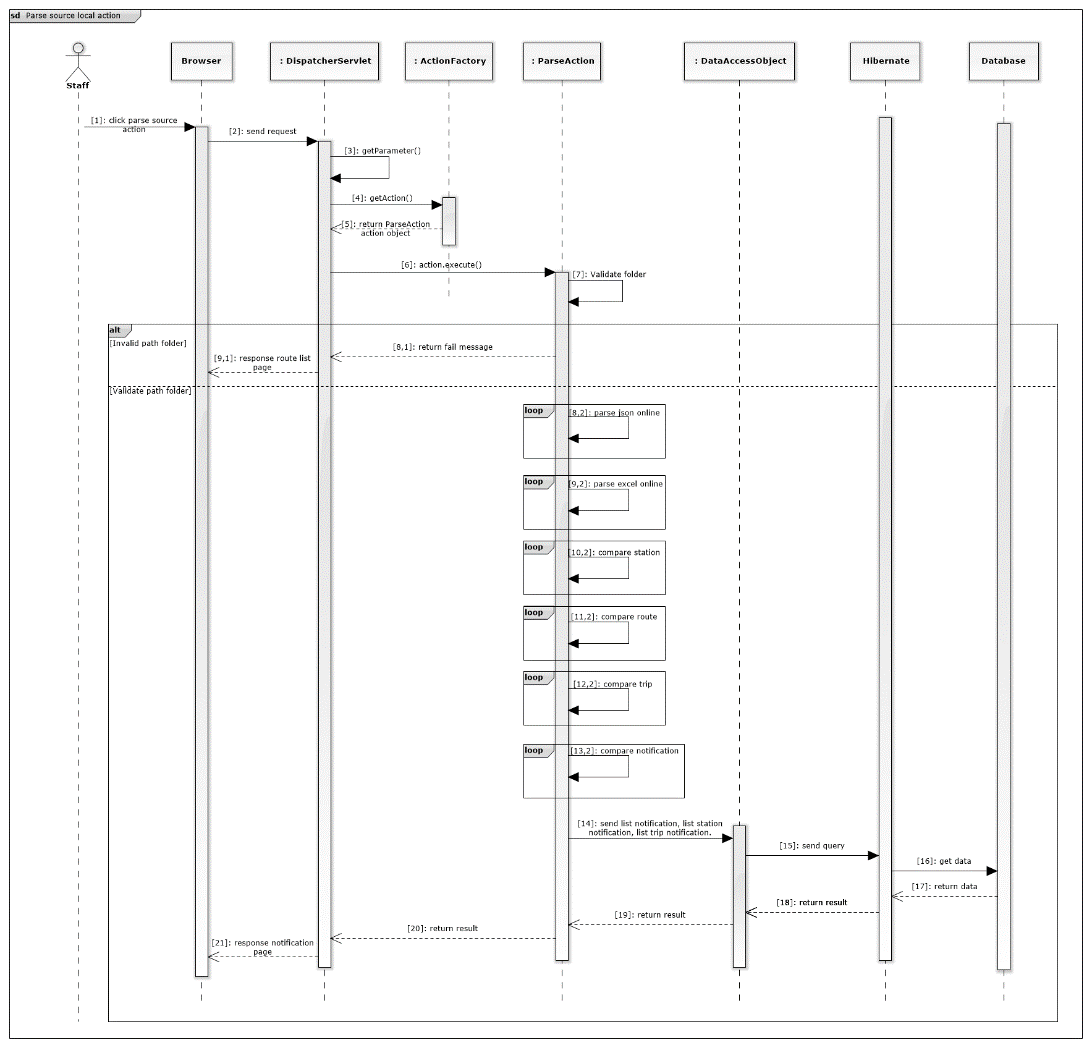 sd Parse source local action
Browser
: DispatcherServlet
: ActionFactory
: ParseAction
: DataAccessObject
Hibernate
Database
Staff
[1]: click parse source
action
[2]: send request
[3]: getParameter()
[4]: getAction()
[5]: return ParseAction
action object
[6]: action.execute()
[7]: Validate folder
alt
[Invalid path folder]
[8,1]: return fail message
[9,1]: response route list
page
[Validate path folder]
loop
[8,2]: parse json online
loop
[9,2]: parse excel online
loop
[10,2]: compare station
loop
[11,2]: compare route
loop
[12,2]: compare trip
loop
[13,2]: compare notification
[14]: send list notification, list station
notification, list trip notification.
[15]: send query
[16]: get data
[17]: return data
[18]: return result
[19]: return result
[20]: return result
[21]: response notification
page